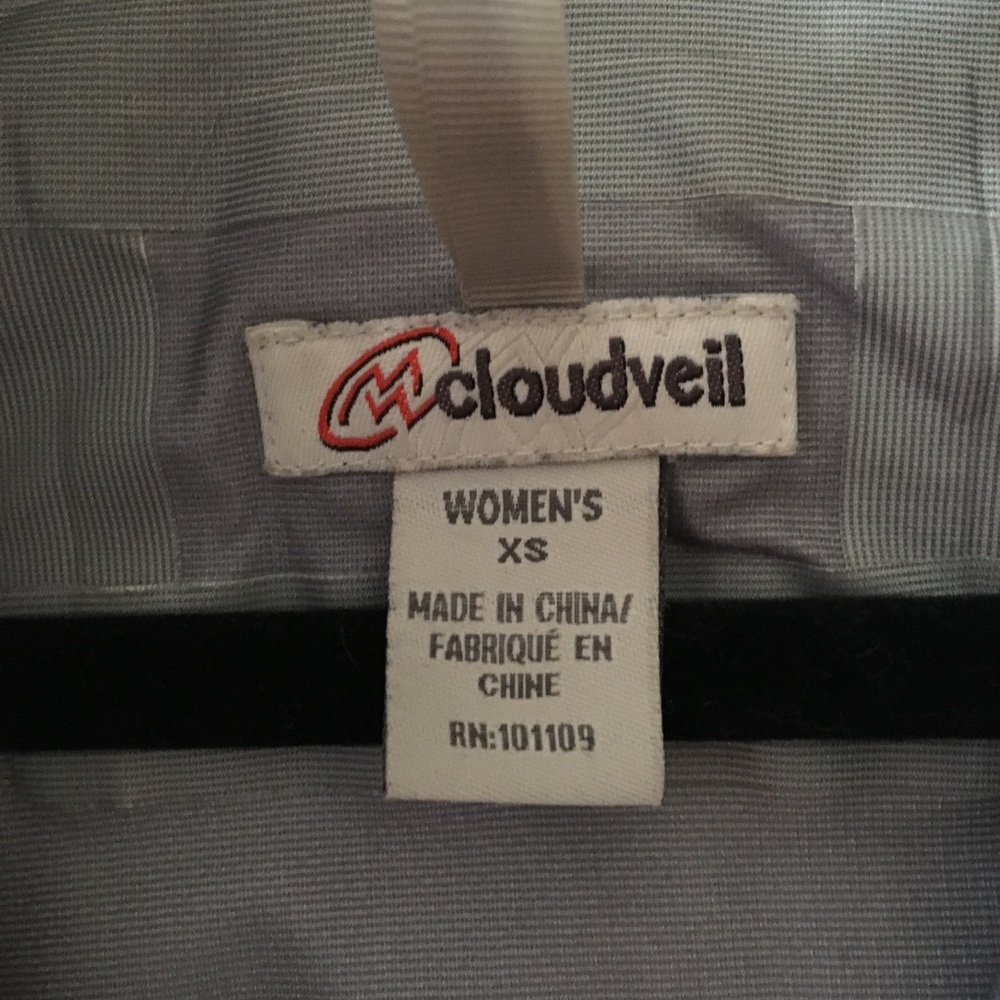 cloudveil
WOMEN'S
XS
MADE IN CHINA/
FABRIQUÉ EN
CHINE
RN:101109